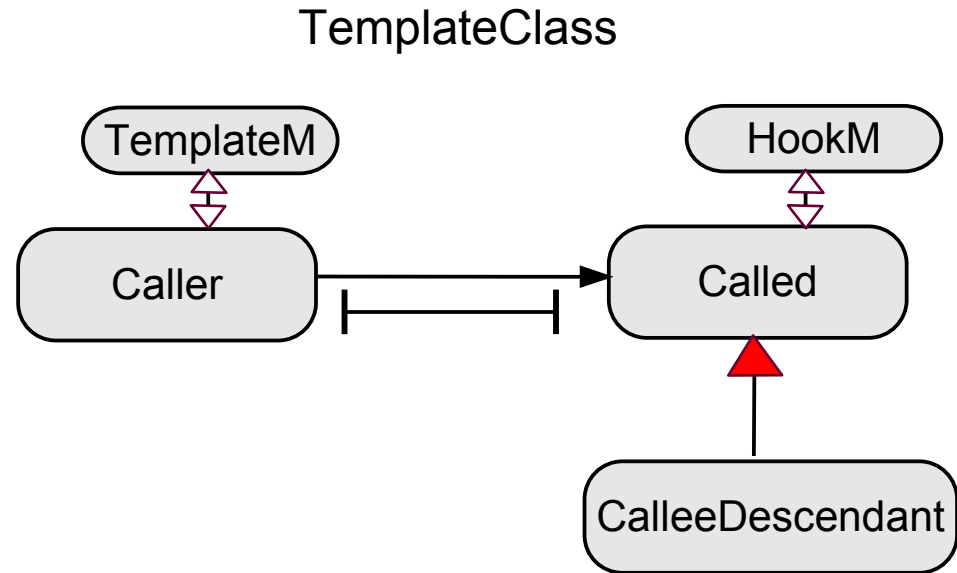 TemplateClass
TemplateM
HookM
Caller
Called
CalleeDescendant